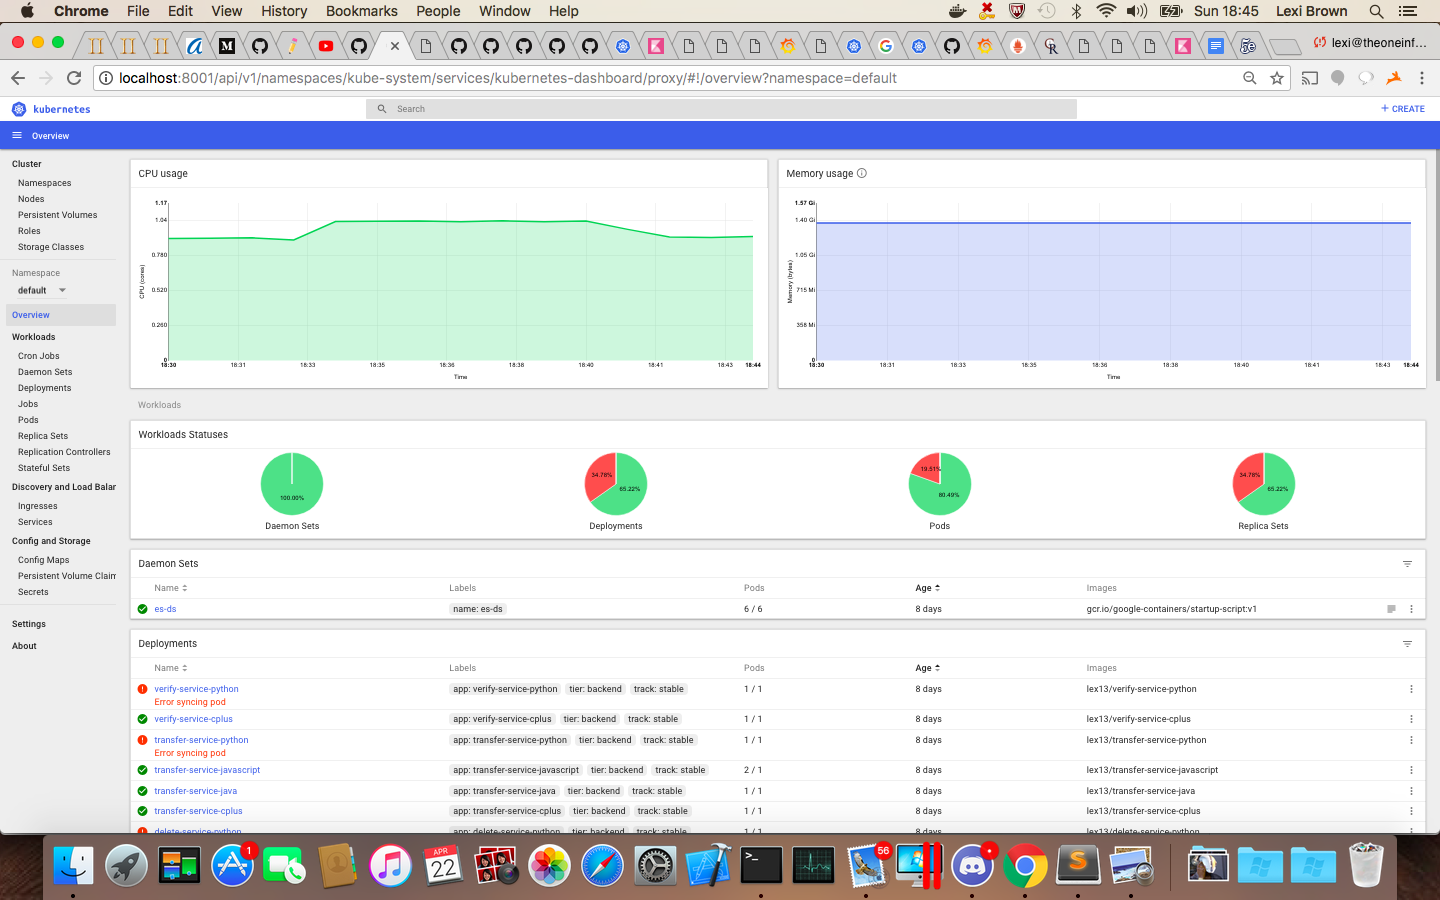 Chrome File Edit View History Bookmarks People Window Help Sun 18:45 Lexi Brown
lexi@theoneinf...
localhost:8001/api/v1/namespaces/kube-system/services/kubernetes-dashboard/proxy/#!/overview?namespace=default
kubernetes Search + CREATE
Overview
Cluster
Namespaces
Nodes
Persistent Volumes
Roles
Storage Classes
Namespace
default
Overview
Workloads
Cron Jobs
Daemon Sets
Deployments
Jobs
Pods
Replica Sets
Replication Controllers
Stateful Sets
Discovery and Load Balan
Ingresses
Services
Config and Storage
Config Maps
Persistent Volume Claim
Secrets
Settings
About
CPU usage
1.17
1.04
0.780
0.520
0.260
0
CPU (cores)
18:30 18:31 18:33 18:35 18:36 18:38 18:40 18:41 18:43 18:44
Time
Memory usage
1.57 Gi
1.40 Gi
1.05 Gi
715 Mi
358 Mi
0
Memory (bytes)
18:30 18:31 18:33 18:35 18:36 18:38 18:40 18:41 18:43 18:44
Time
Workloads
Workloads Statuses
100.00%
34.78% 65.22%
19.51% 80.49%
34.78% 65.22%
Daemon Sets Deployments Pods Replica Sets
Daemon Sets
Name Labels Pods Age Images
es-ds name: es-ds 6 / 6 8 days gcr.io/google-containers/startup-script:v1
Deployments
Name Labels Pods Age Images
verify-service-python app: verify-service-python tier: backend track: stable 1 / 1 8 days lex13/verify-service-python
Error syncing pod
verify-service-cplus app: verify-service-cplus tier: backend track: stable 1 / 1 8 days lex13/verify-service-cplus
transfer-service-python app: transfer-service-python tier: backend track: stable 1 / 1 8 days lex13/transfer-service-python
Error syncing pod
transfer-service-javascript app: transfer-service-javascript tier: backend track: stable 2 / 1 8 days lex13/transfer-service-javascript
transfer-service-java app: transfer-service-java tier: backend track: stable 1 / 1 8 days lex13/transfer-service-java
transfer-service-cplus app: transfer-service-cplus tier: backend track: stable 1 / 1 8 days lex13/transfer-service-cplus
delete-service-python app: delete-service-python tier: backend track: stable 1 / 1 8 days lex13/delete-service-python
1
APR
22
56